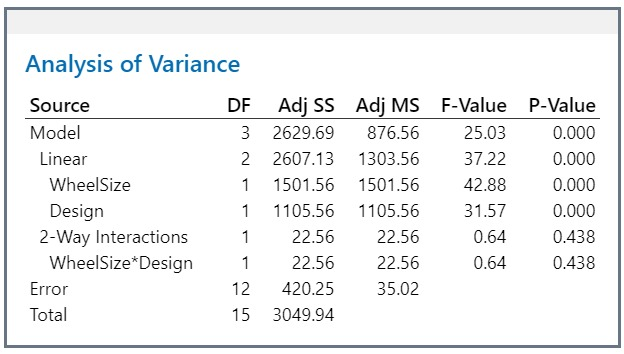 Analysis of Variance
Source DF Adj SS Adj MS F-Value P-Value
Model 3 2629.69 876.56 25.03 0.000
Linear 2 2607.13 1303.56 37.22 0.000
WheelSize 1 1501.56 1501.56 42.88 0.000
Design 1 1105.56 1105.56 31.57 0.000
2-Way Interactions 1 22.56 22.56 0.64 0.438
WheelSize*Design 1 22.56 22.56 0.64 0.438
Error 12 420.25 35.02
Total 15 3049.94